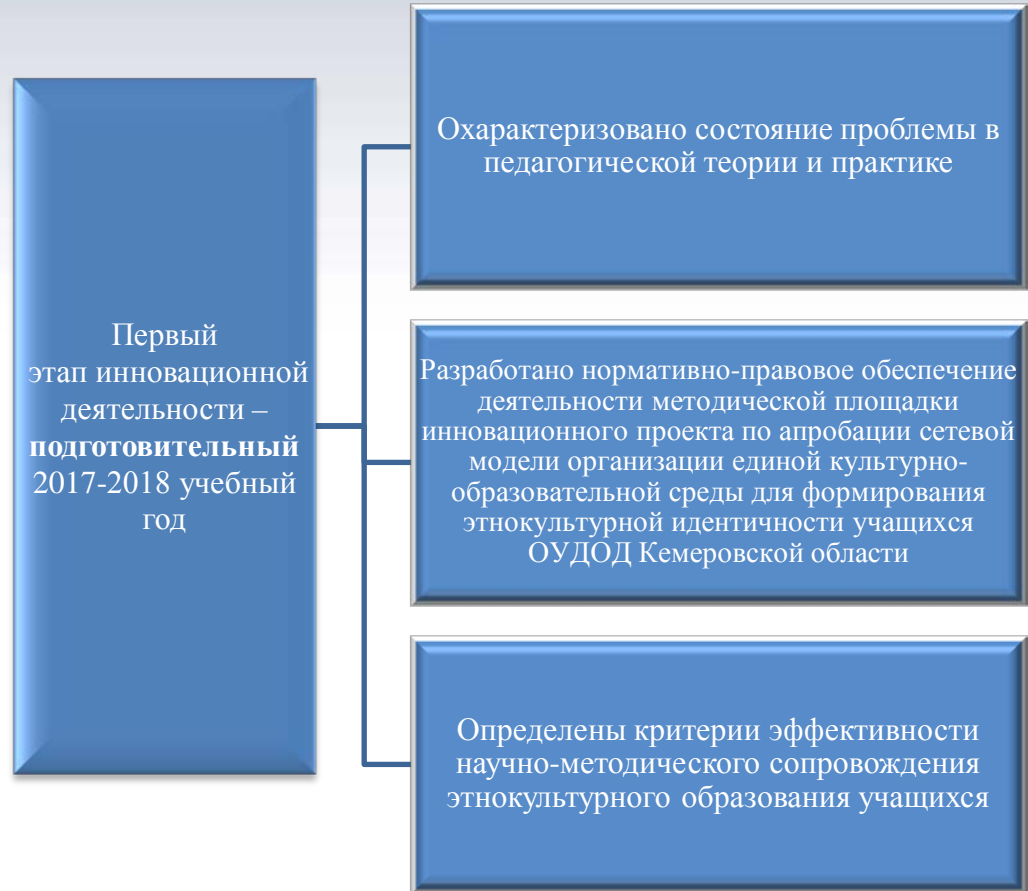 Первый
этап инновационной
деятельности –
подготовительный
2017-2018 учебный
год
Охарактеризовано состояние проблемы в
педагогической теории и практике
Разработано нормативно-правовое обеспечение
деятельности методической площадки
инновационного проекта по апробации сетевой
модели организации единой культурно-
образовательной среды для формирования
этнокультурной идентичности учащихся
ОУДОД Кемеровской области
Определены критерии эффективности
научно-методического сопровождения
этнокультурного образования учащихся